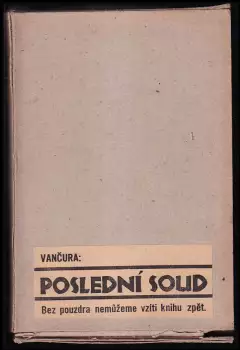 VANČURA:
POSLEDNÍ SOUD
Bez pouzdra nemůžeme vzíti knihu zpět.